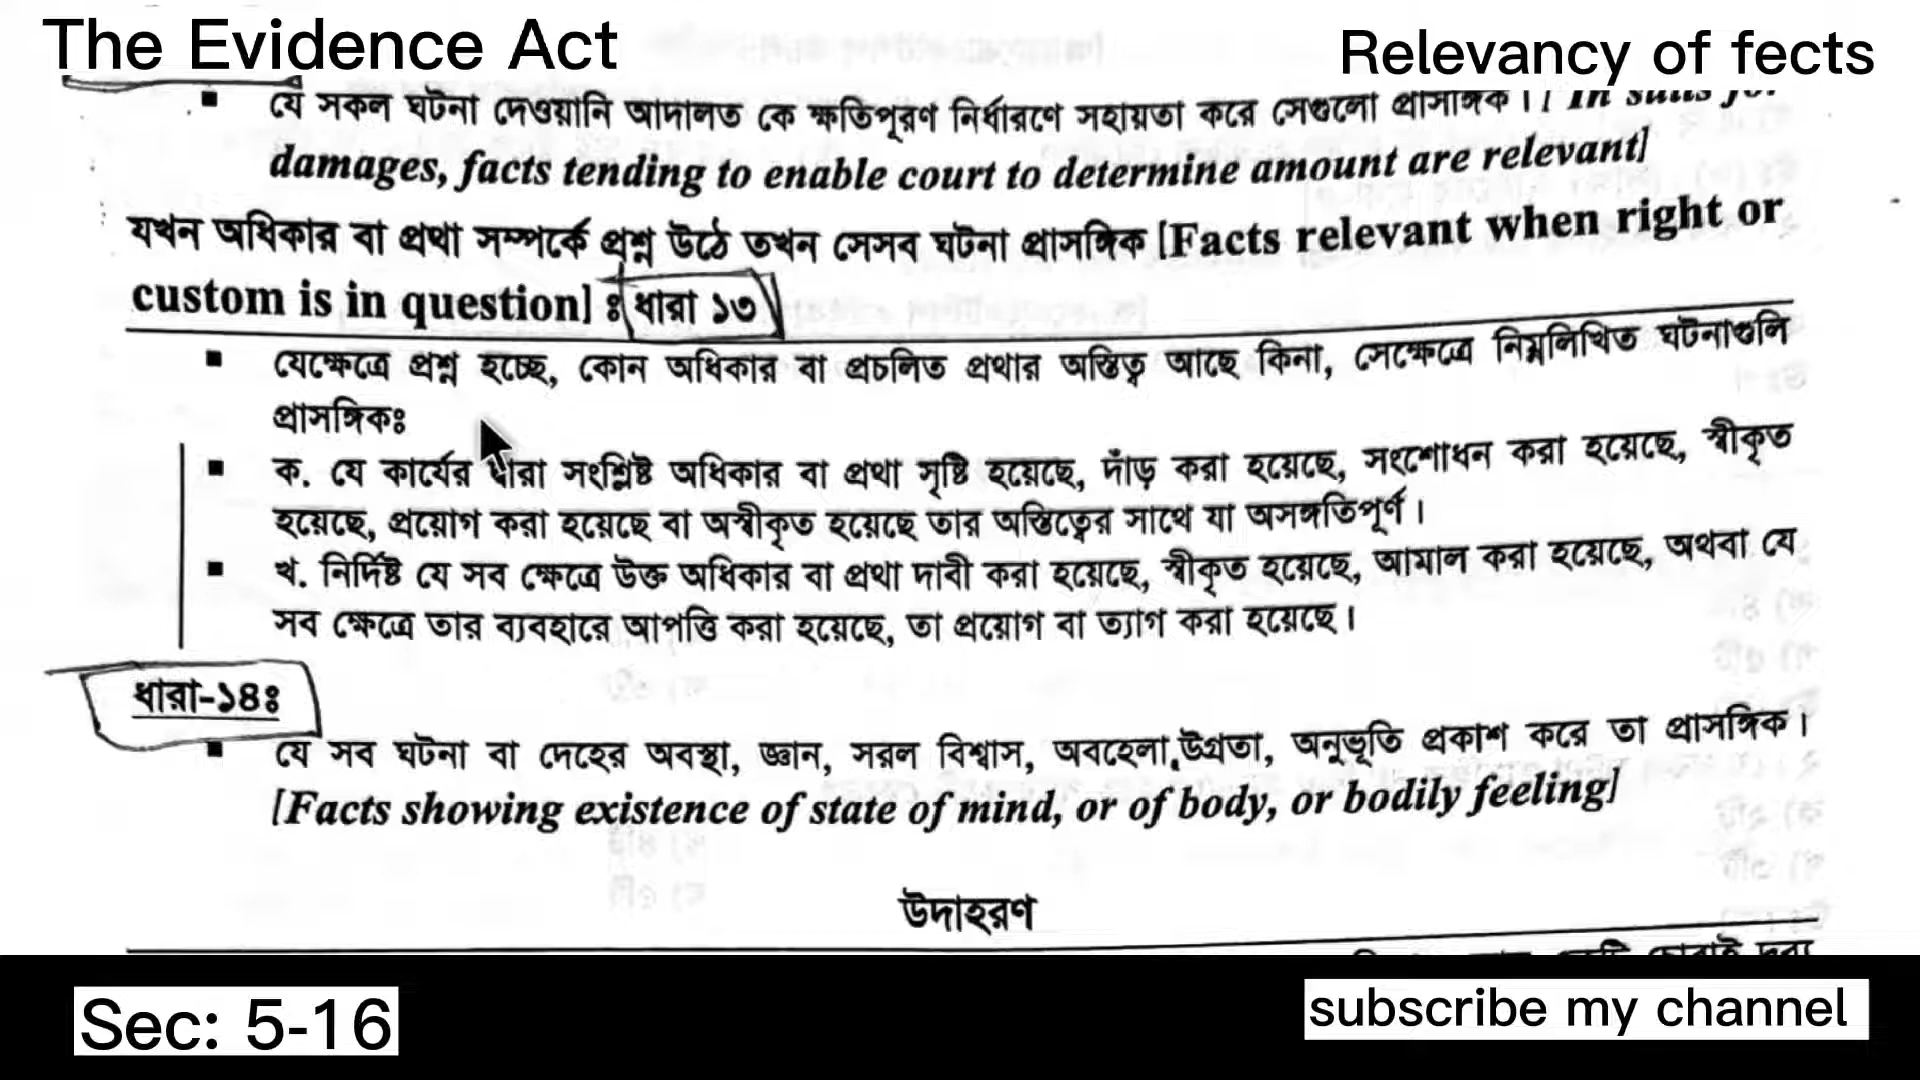 The Evidence Act
Relevancy of fects
▪ যে সকল ঘটনা দেওয়ানি আদালত কে ক্ষতিপূরণ নির্ধারণে সহায়তা করে সেগুলো প্রাসঙ্গিক। [ In suits for
damages, facts tending to enable court to determine amount are relevant]
যখন অধিকার বা প্রথা সম্পর্কে প্রশ্ন উঠে তখন সেসব ঘটনা প্রাসঙ্গিক [Facts relevant when right or
custom is in question] ঃ ধারা ১৩
▪ যেক্ষেত্রে প্রশ্ন হচ্ছে, কোন অধিকার বা প্রচলিত প্রথার অস্তিত্ব আছে কিনা, সেক্ষেত্রে নিম্নলিখিত ঘটনাগুলি
প্রাসঙ্গিকঃ
▪ ক. যে কার্যের দ্বারা সংশ্লিষ্ট অধিকার বা প্রথা সৃষ্টি হয়েছে, দাঁড় করা হয়েছে, সংশোধন করা হয়েছে, স্বীকৃত
হয়েছে, প্রয়োগ করা হয়েছে বা অস্বীকৃত হয়েছে তার অস্তিত্বের সাথে যা অসঙ্গতিপূর্ণ।
▪ খ. নির্দিষ্ট যে সব ক্ষেত্রে উক্ত অধিকার বা প্রথা দাবী করা হয়েছে, স্বীকৃত হয়েছে, আমাল করা হয়েছে, অথবা যে
সব ক্ষেত্রে তার ব্যবহারে আপত্তি করা হয়েছে, তা প্রয়োগ বা ত্যাগ করা হয়েছে।
ধারা-১৪ঃ
▪ যে সব ঘটনা বা দেহের অবস্থা, জ্ঞান, সরল বিশ্বাস, অবহেলা,উগ্রতা, অনুভূতি প্রকাশ করে তা প্রাসঙ্গিক।
[Facts showing existence of state of mind, or of body, or bodily feeling]
উদাহরণ
Sec: 5-16
subscribe my channel